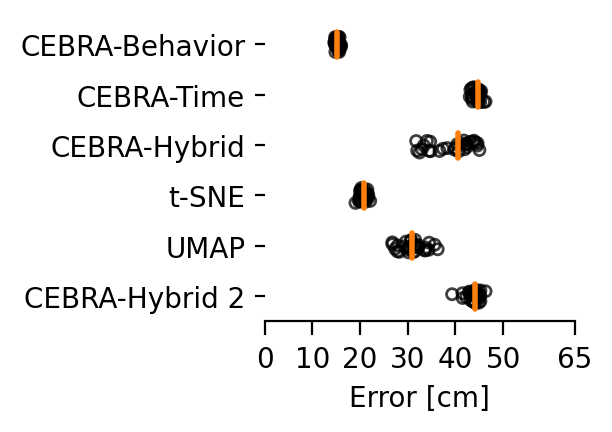 CEBRA-Behavior
CEBRA-Time
CEBRA-Hybrid
t-SNE
UMAP
CEBRA-Hybrid 2
0 10 20 30 40 50 65
Error [cm]